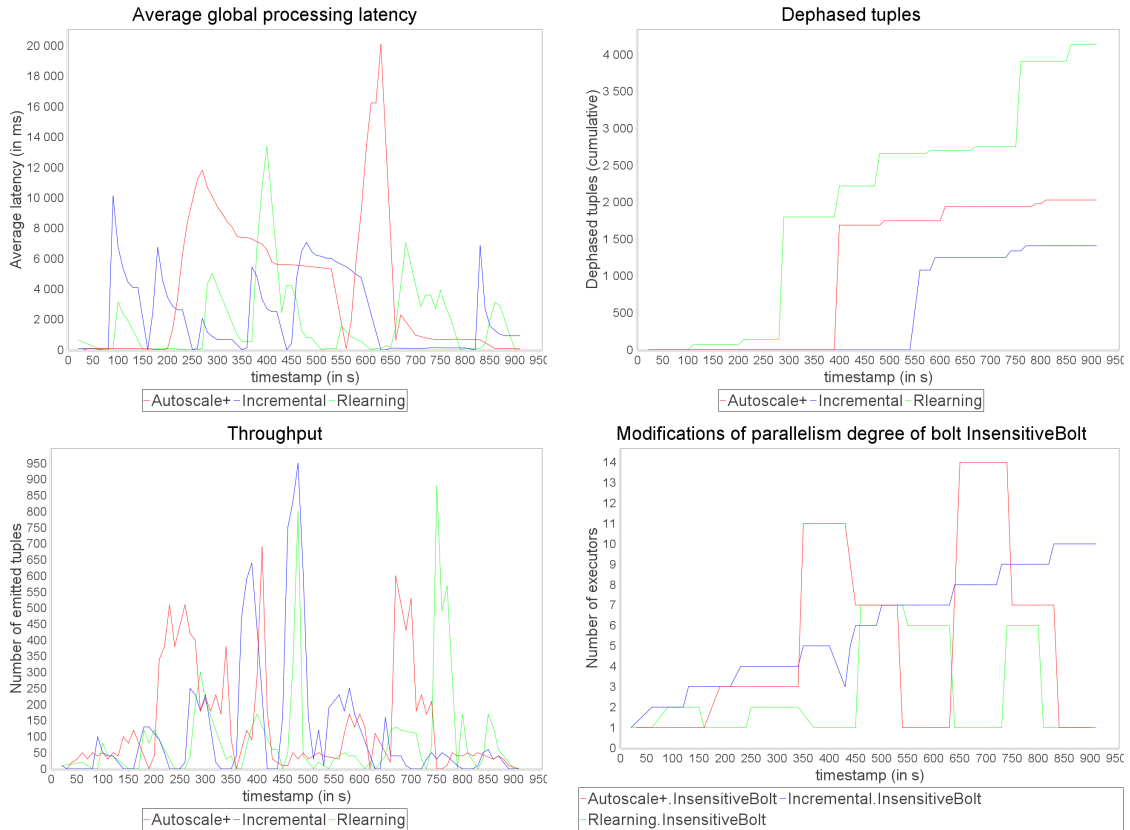 Average global processing latency
Average latency (in ms)
20 000
18 000
16 000
14 000
12 000
10 000
8 000
6 000
4 000
2 000
0
0 50 100 150 200 250 300 350 400 450 500 550 600 650 700 750 800 850 900 950
timestamp (in s)
Autoscale+ Incremental Rlearning
Dephased tuples
Dephased tuples (cumulative)
4 000
3 500
3 000
2 500
2 000
1 500
1 000
500
0
0 50 100 150 200 250 300 350 400 450 500 550 600 650 700 750 800 850 900 950
timestamp (in s)
Autoscale+ Incremental Rlearning
Throughput
Number of emitted tuples
950
900
850
800
750
700
650
600
550
500
450
400
350
300
250
200
150
100
50
0
0 50 100 150 200 250 300 350 400 450 500 550 600 650 700 750 800 850 900 950
timestamp (in s)
Autoscale+ Incremental Rlearning
Modifications of parallelism degree of bolt InsensitiveBolt
Number of executors
14
13
12
11
10
9
8
7
6
5
4
3
2
1
0
0 50 100 150 200 250 300 350 400 450 500 550 600 650 700 750 800 850 900 950
timestamp (in s)
Autoscale+.InsensitiveBolt Incremental.InsensitiveBolt
Rlearning.InsensitiveBolt